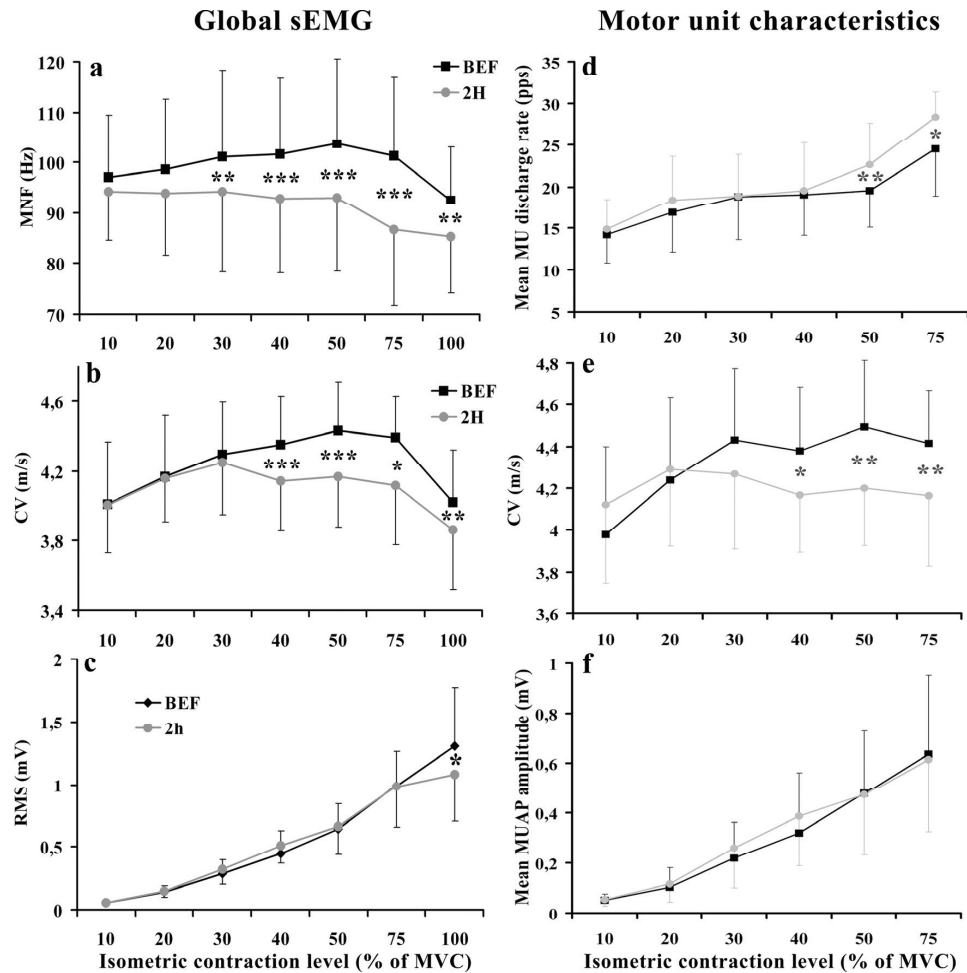 Global sEMG
Motor unit characteristics
a
120
110
100
90
80
70
MNF (Hz)
BEF
2H
**
***
***
***
**
10 20 30 40 50 75 100
d
35
30
25
20
15
10
5
Mean MU discharge rate (pps)
**
*
10 20 30 40 50 75
b
4,8
4,6
4,2
3,8
3,4
CV (m/s)
BEF
2H
***
***
*
**
10 20 30 40 50 75 100
e
4,8
4,6
4,4
4,2
4
3,8
3,6
CV (m/s)
*
**
**
10 20 30 40 50 75
c
2
1,5
1
0,5
0
RMS (mV)
BEF
2h
*
10 20 30 40 50 75 100
Isometric contraction level (% of MVC)
f
1
0,8
0,6
0,4
0,2
0
Mean MUAP amplitude (mV)
10 20 30 40 50 75
Isometric contraction level (% of MVC)